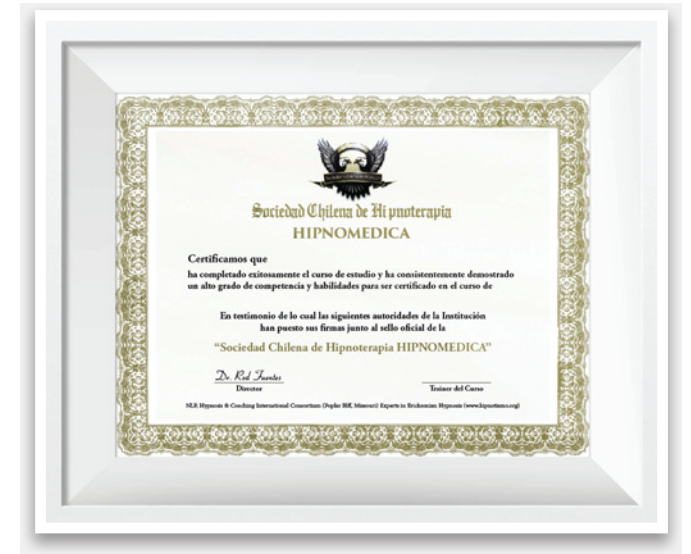 Sociedad Chilena de Hipnoterapia
HIPNOMEDICA
Certificamos que
ha completado exitosamente el curso de estudio y ha consistentemente demostrado
un alto grado de competencia y habilidades para ser certificado en el curso de
En testimonio de lo cual las siguientes autoridades de la Institución
han puesto sus firmas junto al sello oficial de la
“Sociedad Chilena de Hipnoterapia HIPNOMEDICA”
Dr. Rod Fuentes
Director
Trainer del Curso
NLP, Hypnosis & Coaching International Consortium (Poplar Bluff, Missouri) Experts in Ericksonian Hypnosis (www.hipnotismo.org)